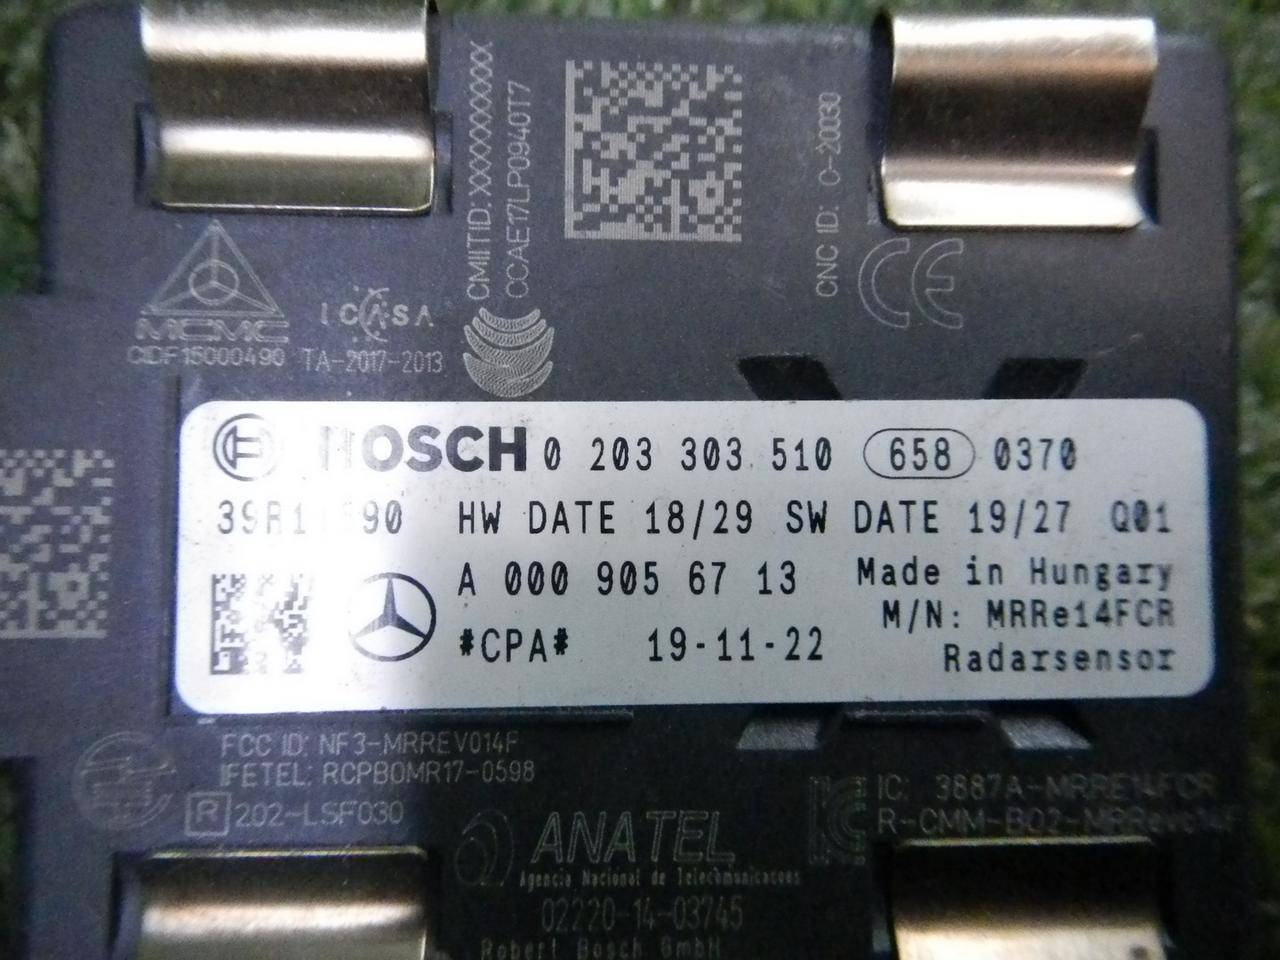 CMIITID:XXXXXXXXXX
CCAE17LP0940T7
CNC ID: C-20030
CE
MCMC
CIDF15000490
ICASA
TA-2017-2013
BOSCH 0 203 303 510 658 0370
HW DATE 18/29 SW DATE 19/27 Q01
A 000 905 67 13 Made in Hungary
M/N: MRRe14FCR
*CPA* 19-11-22
Radarsensor
FCC ID: NF3-MRREVO14F
IFETEL: RCPBOMR17-0598
R 202-LSF030
IC: 3887A-MRRE14FCR
R-CMM-BO2-MRRevo14F
ANATEL
Agencia Nacional de Telecomunicacoes
02220-14-03745
Robert Bosch GmbH